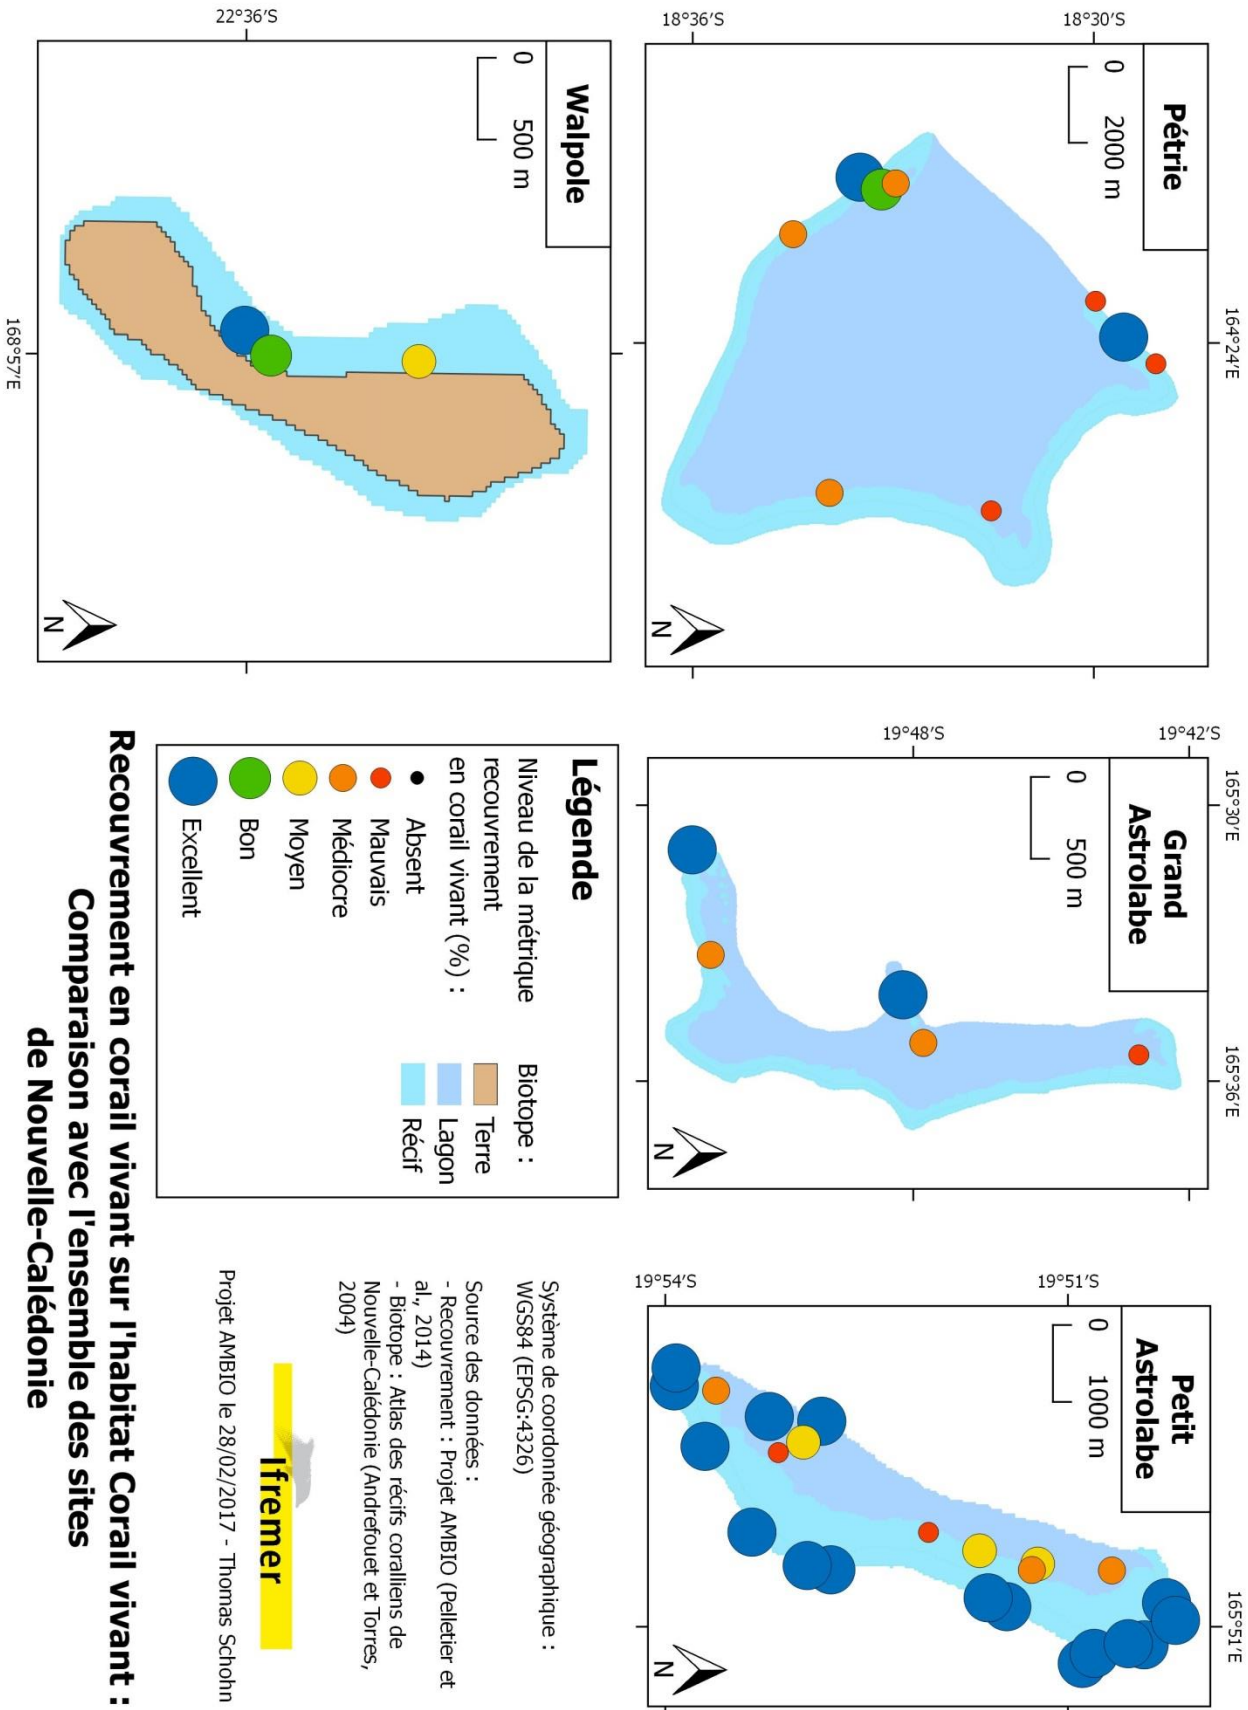 Pétrie
0 2000 m
18°36'S
18°30'S
164°24'E
N
Grand
Astrolabe
0 500 m
19°48'S
19°42'S
165°30'E
165°36'E
N
Petit
Astrolabe
0 1000 m
19°54'S
19°51'S
165°51'E
N
Walpole
0 500 m
22°36'S
168°57'E
N
Légende
Niveau de la métrique
recouvrement
en corail vivant (%) :
Absent
Mauvais
Médiocre
Moyen
Bon
Excellent
Biotope :
Terre
Lagon
Récif
Système de coordonnée géographique :
WGS84 (EPSG:4326)
Source des données :
- Recouvrement : Projet AMBIO (Pelletier et
al., 2014)
- Biotope : Atlas des récifs coralliens de
Nouvelle-Calédonie (Andrefouet et Torres,
2004)
Ifremer
Projet AMBIO le 28/02/2017 - Thomas Schohn
Recouvrement en corail vivant sur l'habitat Corail vivant :
Comparaison avec l'ensemble des sites
de Nouvelle-Calédonie